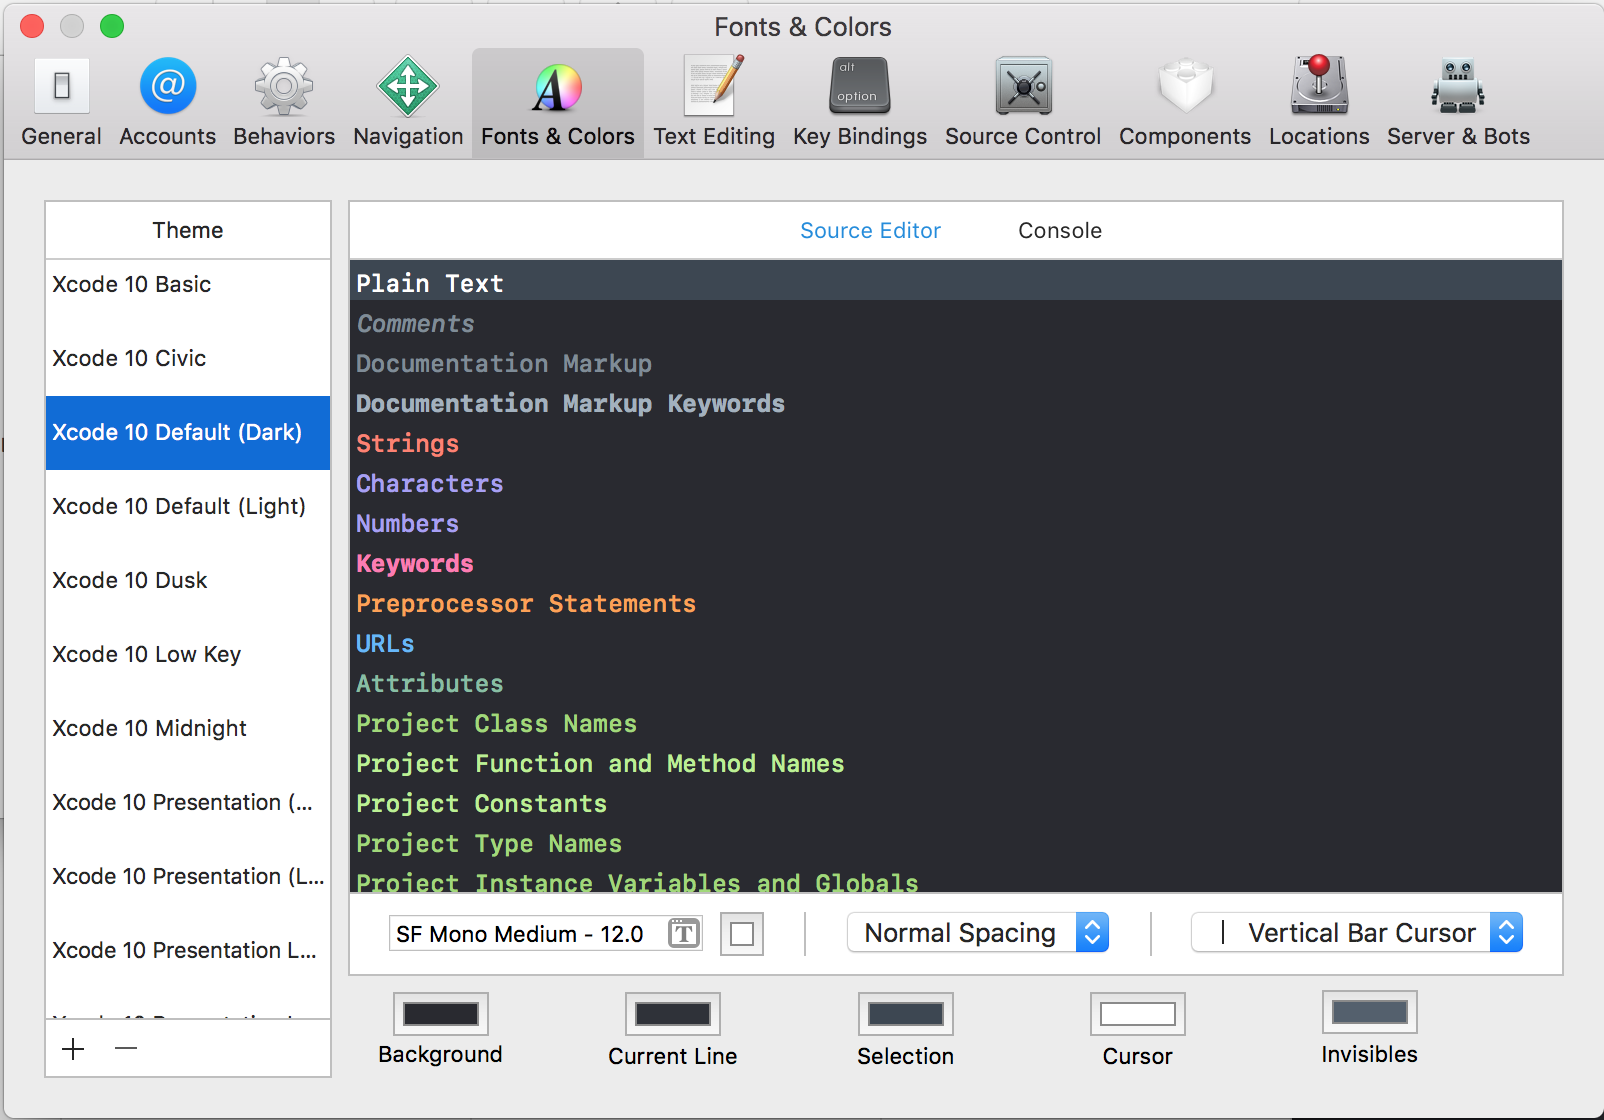 Fonts & Colors
alt
option
General Accounts Behaviors Navigation Fonts & Colors Text Editing Key Bindings Source Control Components Locations Server & Bots
Theme
Xcode 10 Basic
Xcode 10 Civic
Xcode 10 Default (Dark)
Xcode 10 Default (Light)
Xcode 10 Dusk
Xcode 10 Low Key
Xcode 10 Midnight
Xcode 10 Presentation (...
Xcode 10 Presentation (L...
Xcode 10 Presentation L...
Source Editor Console
Plain Text
Comments
Documentation Markup
Documentation Markup Keywords
Strings
Characters
Numbers
Keywords
Preprocessor Statements
URLs
Attributes
Project Class Names
Project Function and Method Names
Project Constants
Project Type Names
Project Instance Variables and Globals
SF Mono Medium - 12.0 T Normal Spacing Vertical Bar Cursor
Background Current Line Selection Cursor Invisibles